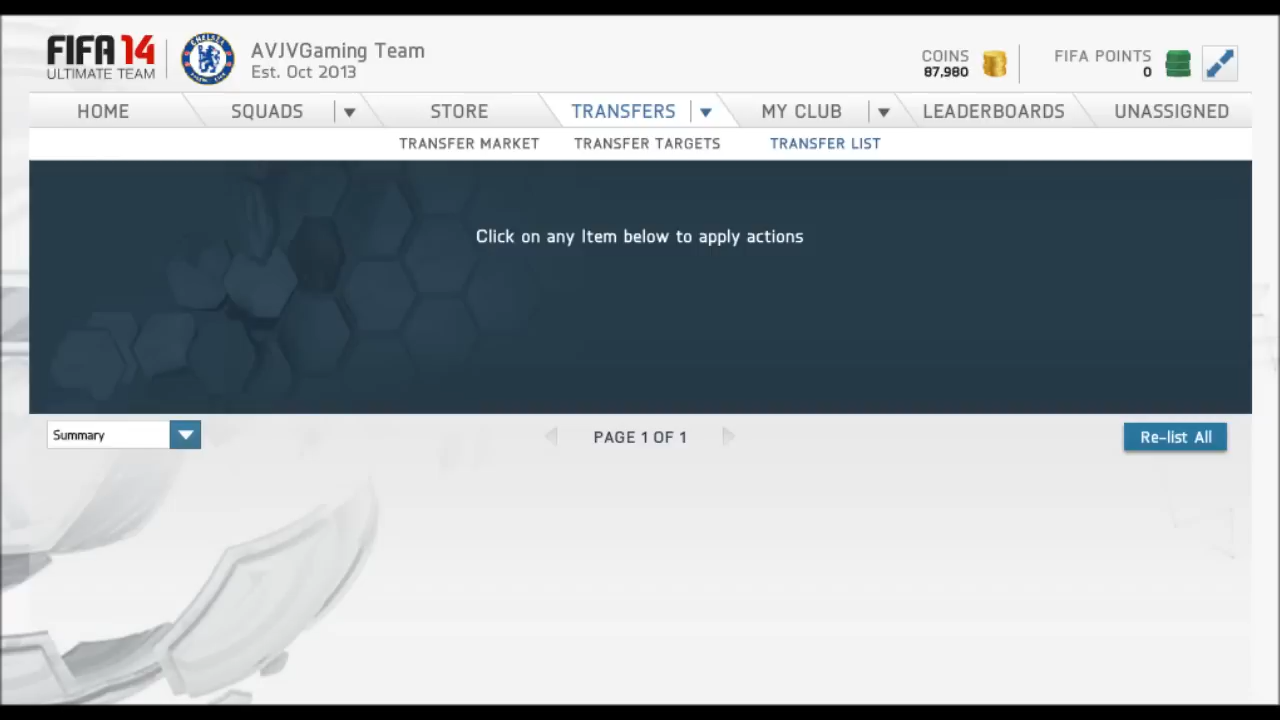 FIFA 14
ULTIMATE TEAM
CHELSEA
AVJVGaming Team
Est. Oct 2013
COINS
87,980
FIFA POINTS
0
HOME SQUADS STORE TRANSFERS MY CLUB LEADERBOARDS UNASSIGNED
TRANSFER MARKET TRANSFER TARGETS TRANSFER LIST
Click on any Item below to apply actions
Summary PAGE 1 OF 1 Re-list All